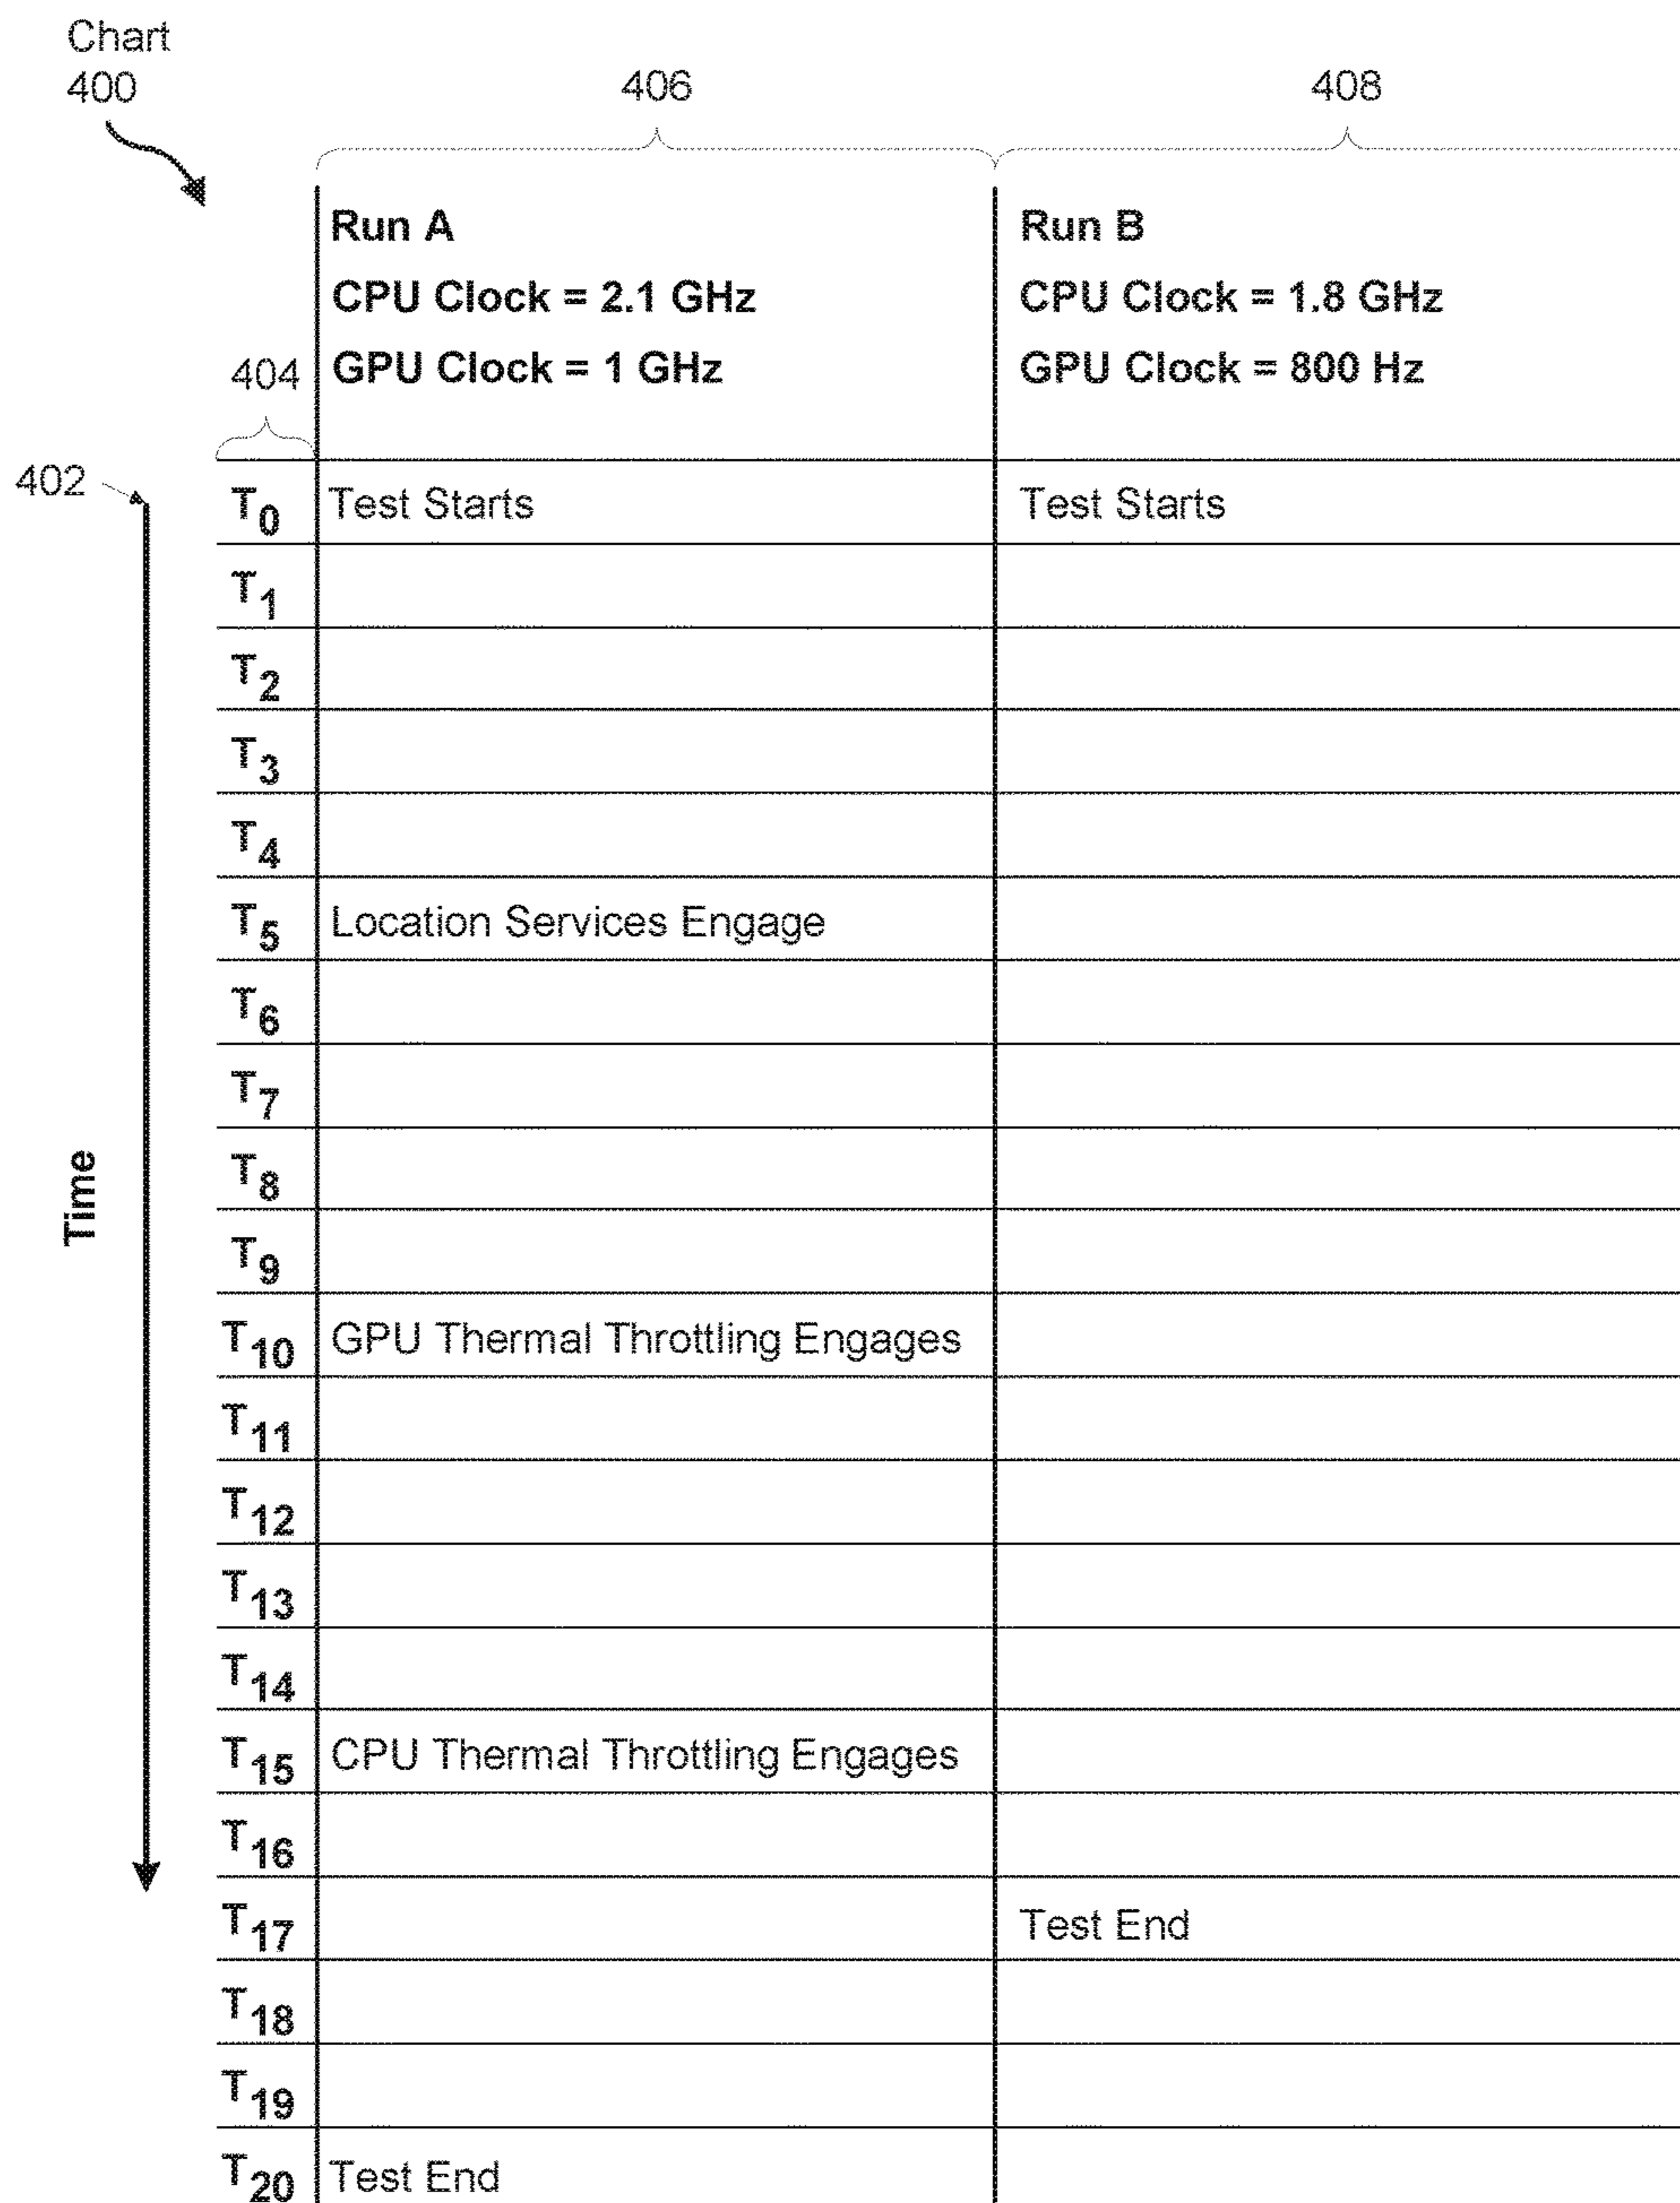 Chart
400
406
408
Run A
CPU Clock = 2.1 GHz
GPU Clock = 1 GHz
Run B
CPU Clock = 1.8 GHz
GPU Clock = 800 Hz
404
402
Time
T0 Test Starts Test Starts
T1
T2
T3
T4
T5 Location Services Engage
T6
T7
T8
T9
T10 GPU Thermal Throttling Engages
T11
T12
T13
T14
T15 CPU Thermal Throttling Engages
T16
T17 Test End
T18
T19
T20 Test End